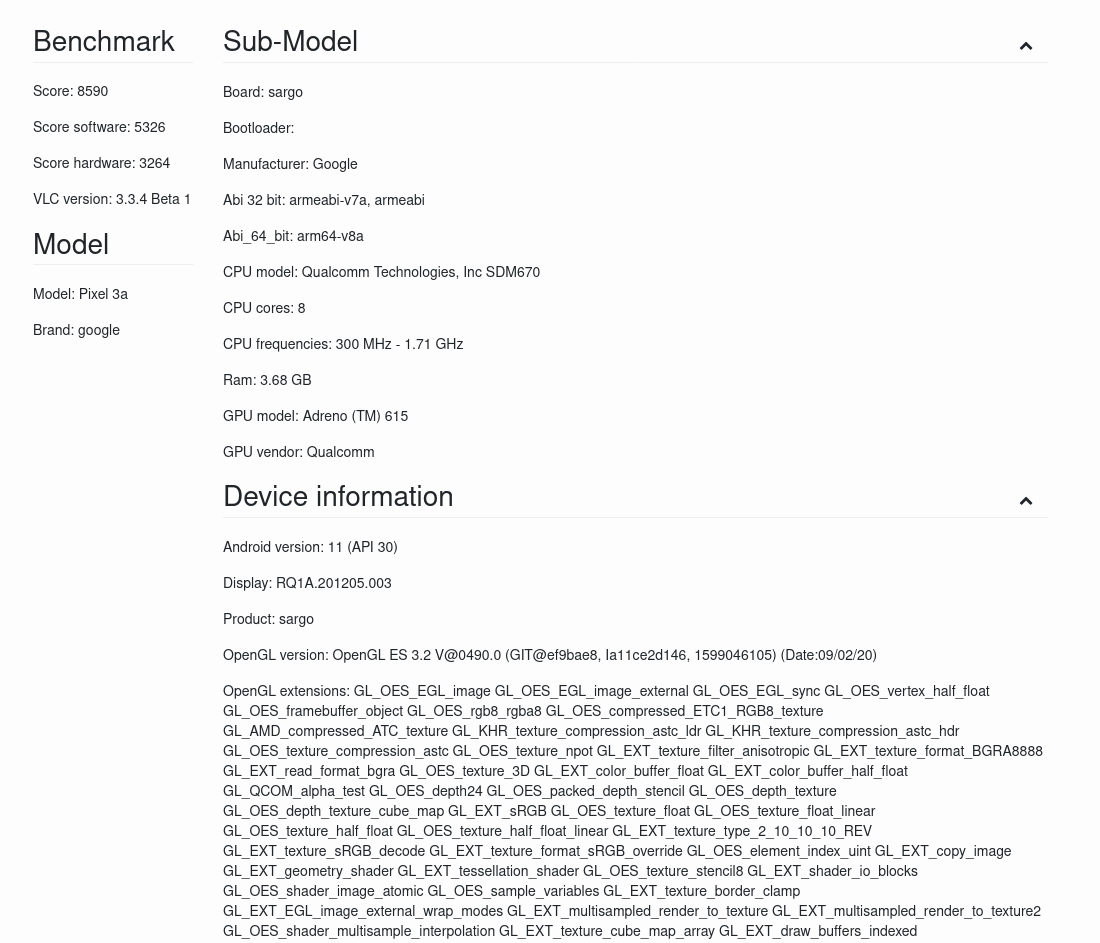 Benchmark
Score: 8590
Score software: 5326
Score hardware: 3264
VLC version: 3.3.4 Beta 1
Model
Model: Pixel 3a
Brand: google
Sub-Model
Board: sargo
Bootloader:
Manufacturer: Google
Abi 32 bit: armeabi-v7a, armeabi
Abi_64_bit: arm64-v8a
CPU model: Qualcomm Technologies, Inc SDM670
CPU cores: 8
CPU frequencies: 300 MHz - 1.71 GHz
Ram: 3.68 GB
GPU model: Adreno (TM) 615
GPU vendor: Qualcomm
Device information
Android version: 11 (API 30)
Display: RQ1A.201205.003
Product: sargo
OpenGL version: OpenGL ES 3.2 V@0490.0 (GIT@ef9bae8, Ia11ce2d146, 1599046105) (Date:09/02/20)
OpenGL extensions: GL_OES_EGL_image GL_OES_EGL_image_external GL_OES_EGL_sync GL_OES_vertex_half_float
GL_OES_framebuffer_object GL_OES_rgb8_rgba8 GL_OES_compressed_ETC1_RGB8_texture
GL_AMD_compressed_ATC_texture GL_KHR_texture_compression_astc_ldr GL_KHR_texture_compression_astc_hdr
GL_OES_texture_compression_astc GL_OES_texture_npot GL_EXT_texture_filter_anisotropic GL_EXT_texture_format_BGRA8888
GL_EXT_read_format_bgra GL_OES_texture_3D GL_EXT_color_buffer_float GL_EXT_color_buffer_half_float
GL_QCOM_alpha_test GL_OES_depth24 GL_OES_packed_depth_stencil GL_OES_depth_texture
GL_OES_depth_texture_cube_map GL_EXT_sRGB GL_OES_texture_float GL_OES_texture_float_linear
GL_OES_texture_half_float GL_OES_texture_half_float_linear GL_EXT_texture_type_2_10_10_10_REV
GL_EXT_texture_sRGB_decode GL_EXT_texture_format_sRGB_override GL_OES_element_index_uint GL_EXT_copy_image
GL_EXT_geometry_shader GL_EXT_tessellation_shader GL_OES_texture_stencil8 GL_EXT_shader_io_blocks
GL_OES_shader_image_atomic GL_OES_sample_variables GL_EXT_texture_border_clamp
GL_EXT_EGL_image_external_wrap_modes GL_EXT_multisampled_render_to_texture GL_EXT_multisampled_render_to_texture2
GL_OES_shader_multisample_interpolation GL_EXT_texture_cube_map_array GL_EXT_draw_buffers_indexed